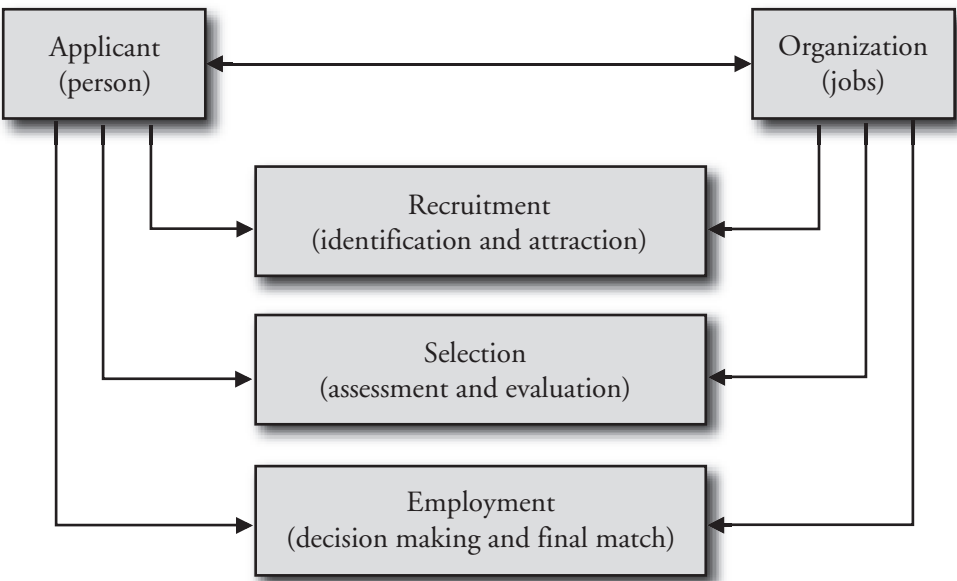 Applicant
(person)
Organization
(jobs)
Recruitment
(identification and attraction)
Selection
(assessment and evaluation)
Employment
(decision making and final match)